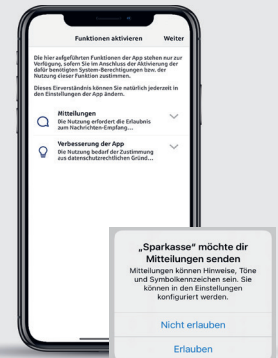 Funktionen aktivieren Weiter
Die hier aufgeführten Funktionen der App stehen nur zur
Verfügung, sofern Sie im Anschluss der Aktivierung der
dafür benötigten System-Berechtigungen bzw. der
Nutzung dieser Funktion zustimmen.
Dieses Einverständnis können Sie natürlich jederzeit in
den Einstellungen der App ändern.
Mitteilungen
Die Nutzung erfordert die Erlaubnis
zum Nachrichten-Empfang...
Verbesserung der App
Die Nutzung bedarf der Zustimmung
aus datenschutzrechtlichen Gründ...
„Sparkasse" möchte dir
Mitteilungen senden
Mitteilungen können Hinweise, Töne
und Symbolkennzeichen sein. Sie
können in den Einstellungen
konfiguriert werden.
Nicht erlauben
Erlauben